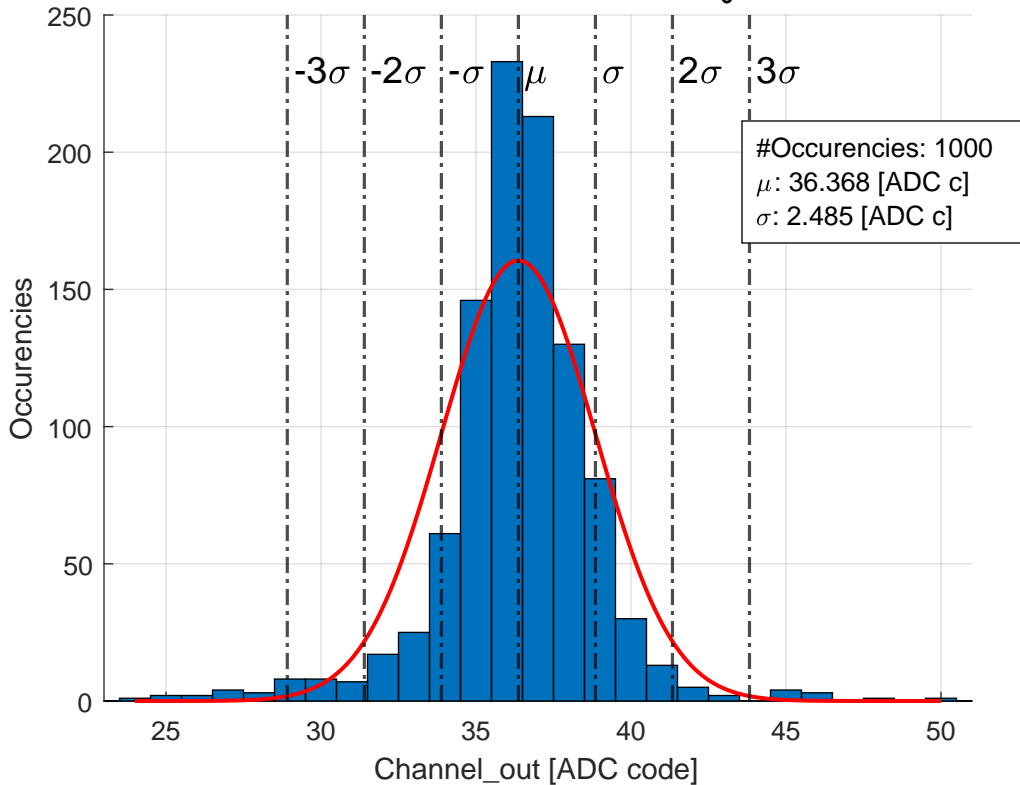 250
-3σ -2σ -σ μ σ 2σ 3σ
#Occurencies: 1000
μ: 36.368 [ADC c]
σ: 2.485 [ADC c]
200
150
100
50
0
Occurencies
25 30 35 40 45 50
Channel_out [ADC code]